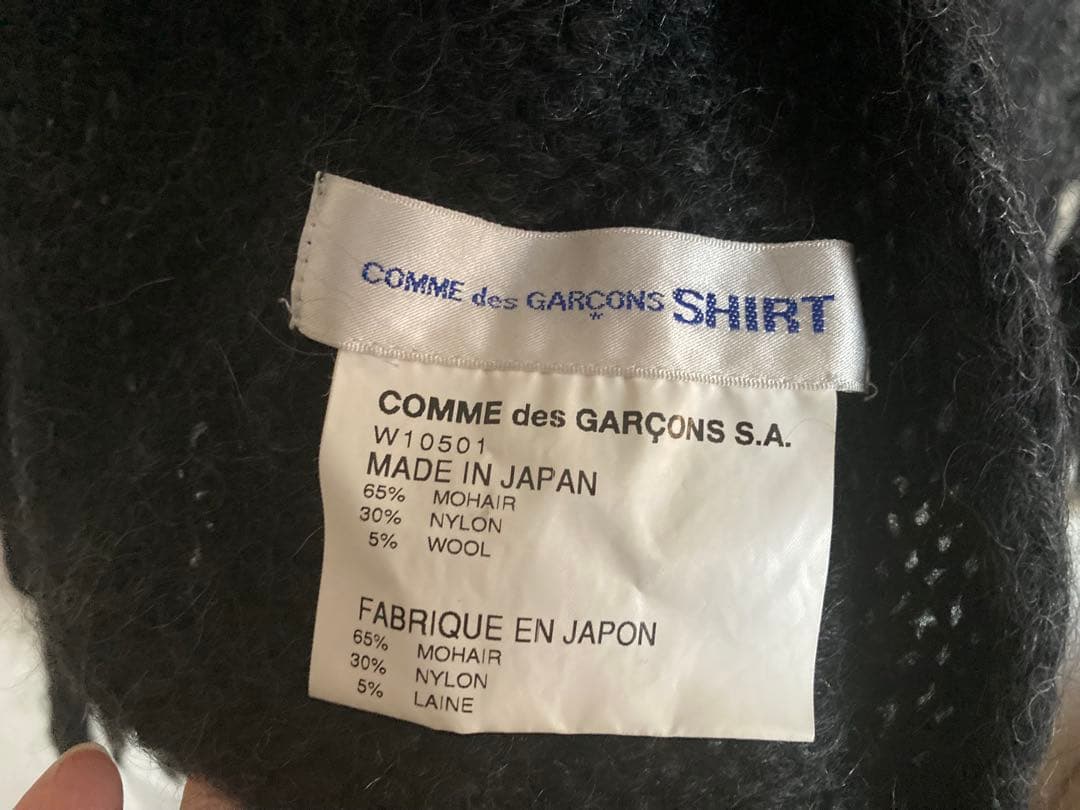 COMME des GARÇONS SHIRT
COMME des GARÇONS S.A.
W10501
MADE IN JAPAN
65% MOHAIR
30% NYLON
5% WOOL
FABRIQUE EN JAPON
65% MOHAIR
30% NYLON
5% LAINE